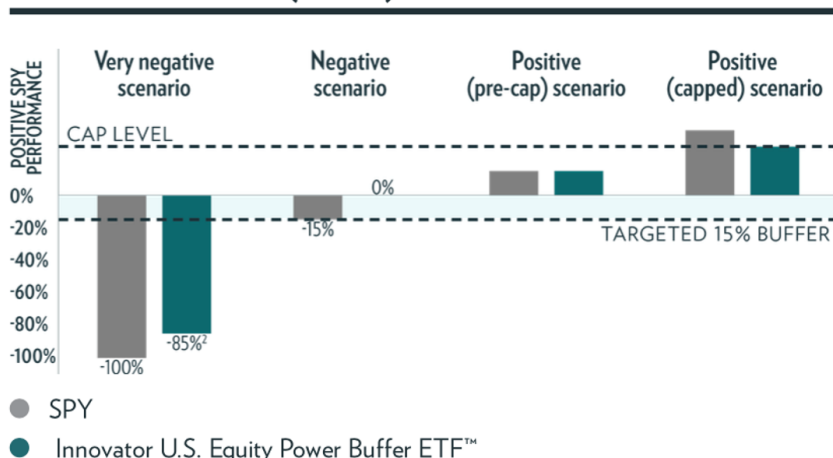 Very negative scenario
Negative scenario
Positive (pre-cap) scenario
Positive (capped) scenario
POSITIVE SPY
PERFORMANCE
CAP LEVEL
0%
-20%
-40%
-60%
-80%
-100%
0%
-15%
TARGETED 15% BUFFER
-85%²
-100%
SPY
Innovator U.S. Equity Power Buffer ETF™